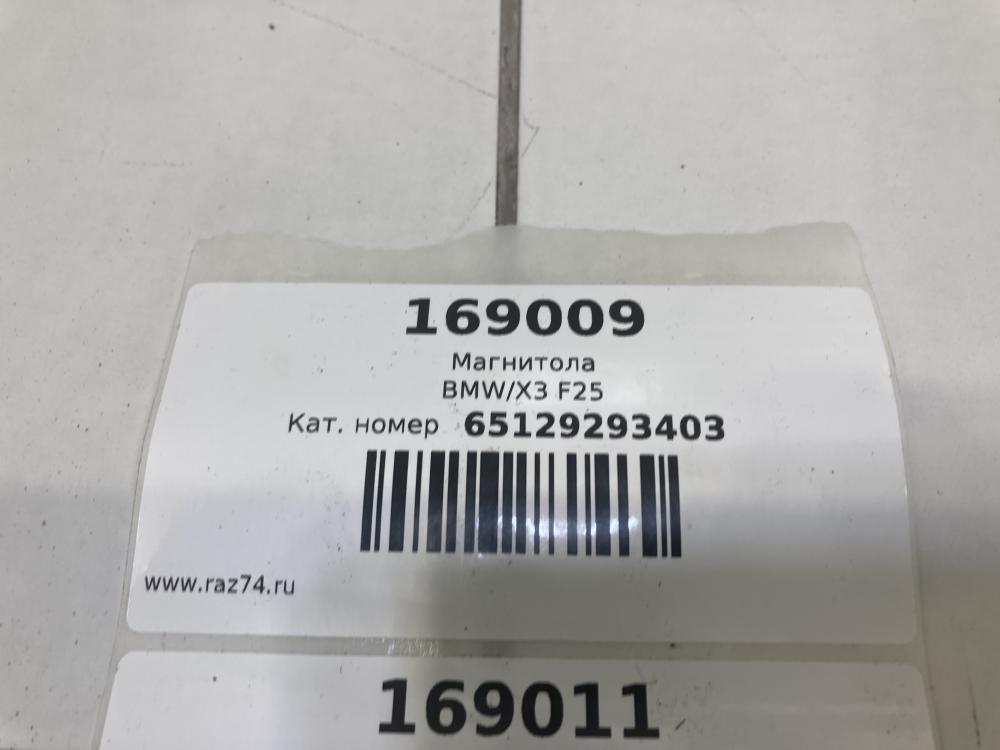 169009
Магнитола
BMW/X3 F25
Кат. номер 65129293403
www.raz74.ru
169011